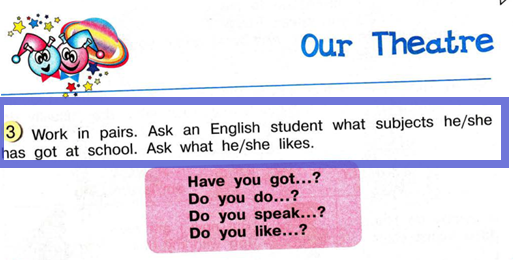 Our Theatre
3 Work in pairs. Ask an English student what subjects he/she
has got at school. Ask what he/she likes.
Have you got...?
Do you do...?
Do you speak...?
Do you like...?